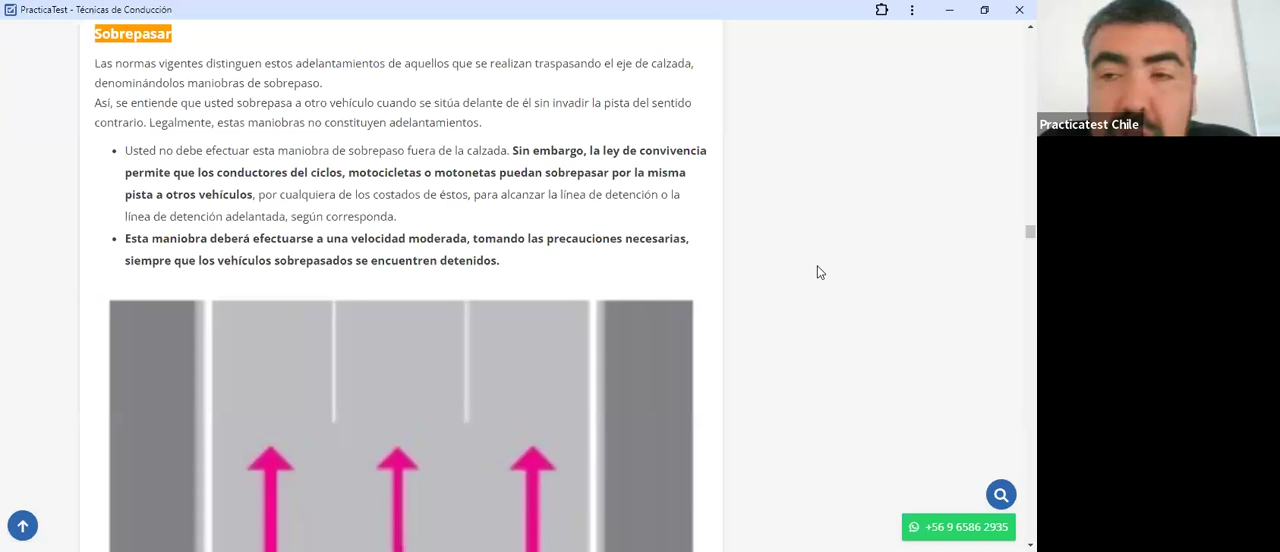 PracticaTest - Técnicas de Conducción
Sobrepasar
Las normas vigentes distinguen estos adelantamientos de aquellos que se realizan traspasando el eje de calzada,
denominándolos maniobras de sobrepaso.
Así, se entiende que usted sobrepasa a otro vehículo cuando se sitúa delante de él sin invadir la pista del sentido
contrario. Legalmente, estas maniobras no constituyen adelantamientos.
Usted no debe efectuar esta maniobra de sobrepaso fuera de la calzada. Sin embargo, la ley de convivencia
permite que los conductores del ciclos, motocicletas o motonetas puedan sobrepasar por la misma
pista a otros vehículos, por cualquiera de los costados de éstos, para alcanzar la línea de detención o la
línea de detención adelantada, según corresponda.
Esta maniobra deberá efectuarse a una velocidad moderada, tomando las precauciones necesarias,
siempre que los vehículos sobrepasados se encuentren detenidos.
Practicatest Chile
+56 9 6586 2935